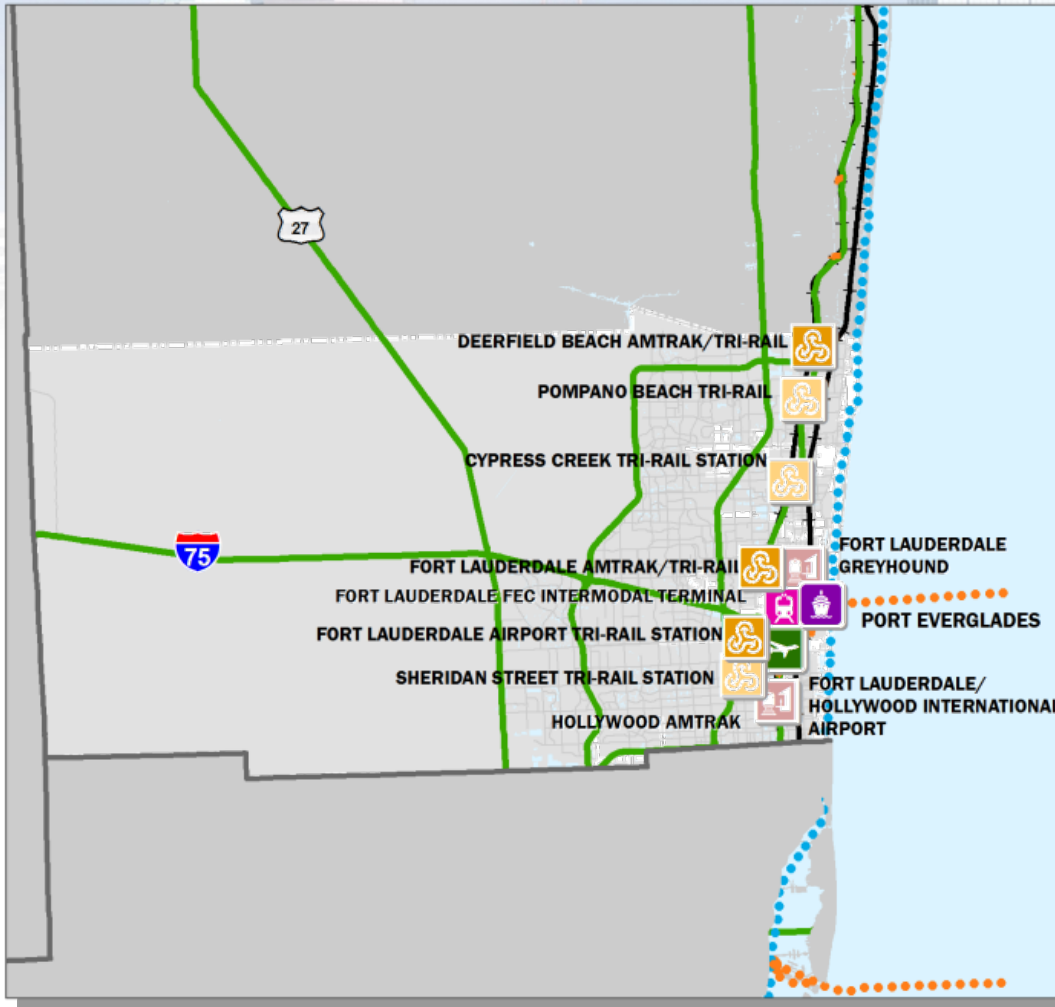 27
DEERFIELD BEACH AMTRAK/TRI-RAIL
POMPANO BEACH TRI-RAIL
CYPRESS CREEK TRI-RAIL STATION
75
FORT LAUDERDALE AMTRAK/TRI-RAIL
FORT LAUDERDALE
GREYHOUND
FORT LAUDERDALE FEC INTERMODAL TERMINAL
PORT EVERGLADES
FORT LAUDERDALE AIRPORT TRI-RAIL STATION
SHERIDAN STREET TRI-RAIL STATION
FORT LAUDERDALE/
HOLLYWOOD INTERNATIONAL
AIRPORT
HOLLYWOOD AMTRAK